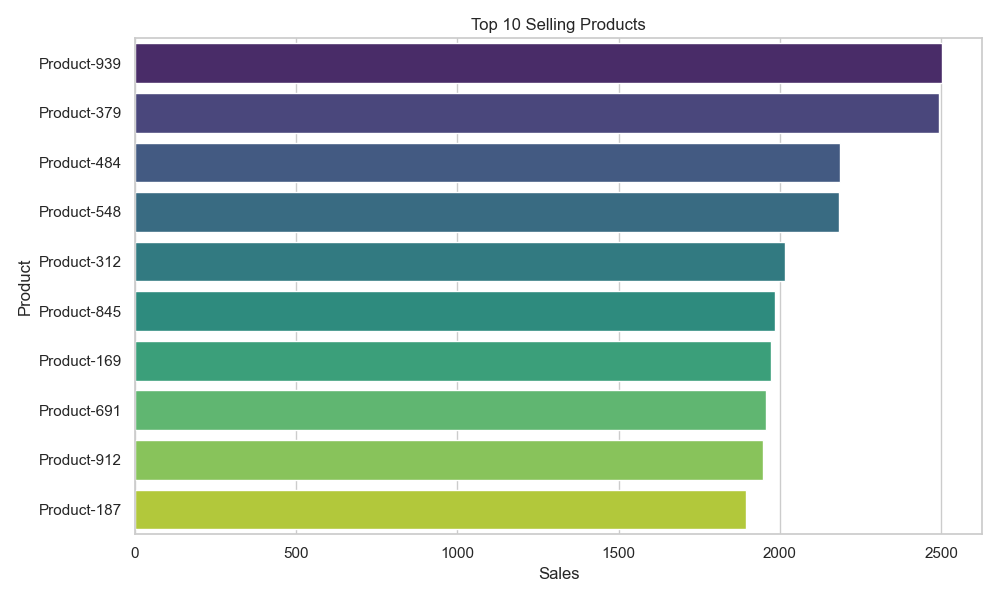 Top 10 Selling Products
Product
Product-939
Product-379
Product-484
Product-548
Product-312
Product-845
Product-169
Product-691
Product-912
Product-187
0 500 1000 1500 2000 2500
Sales